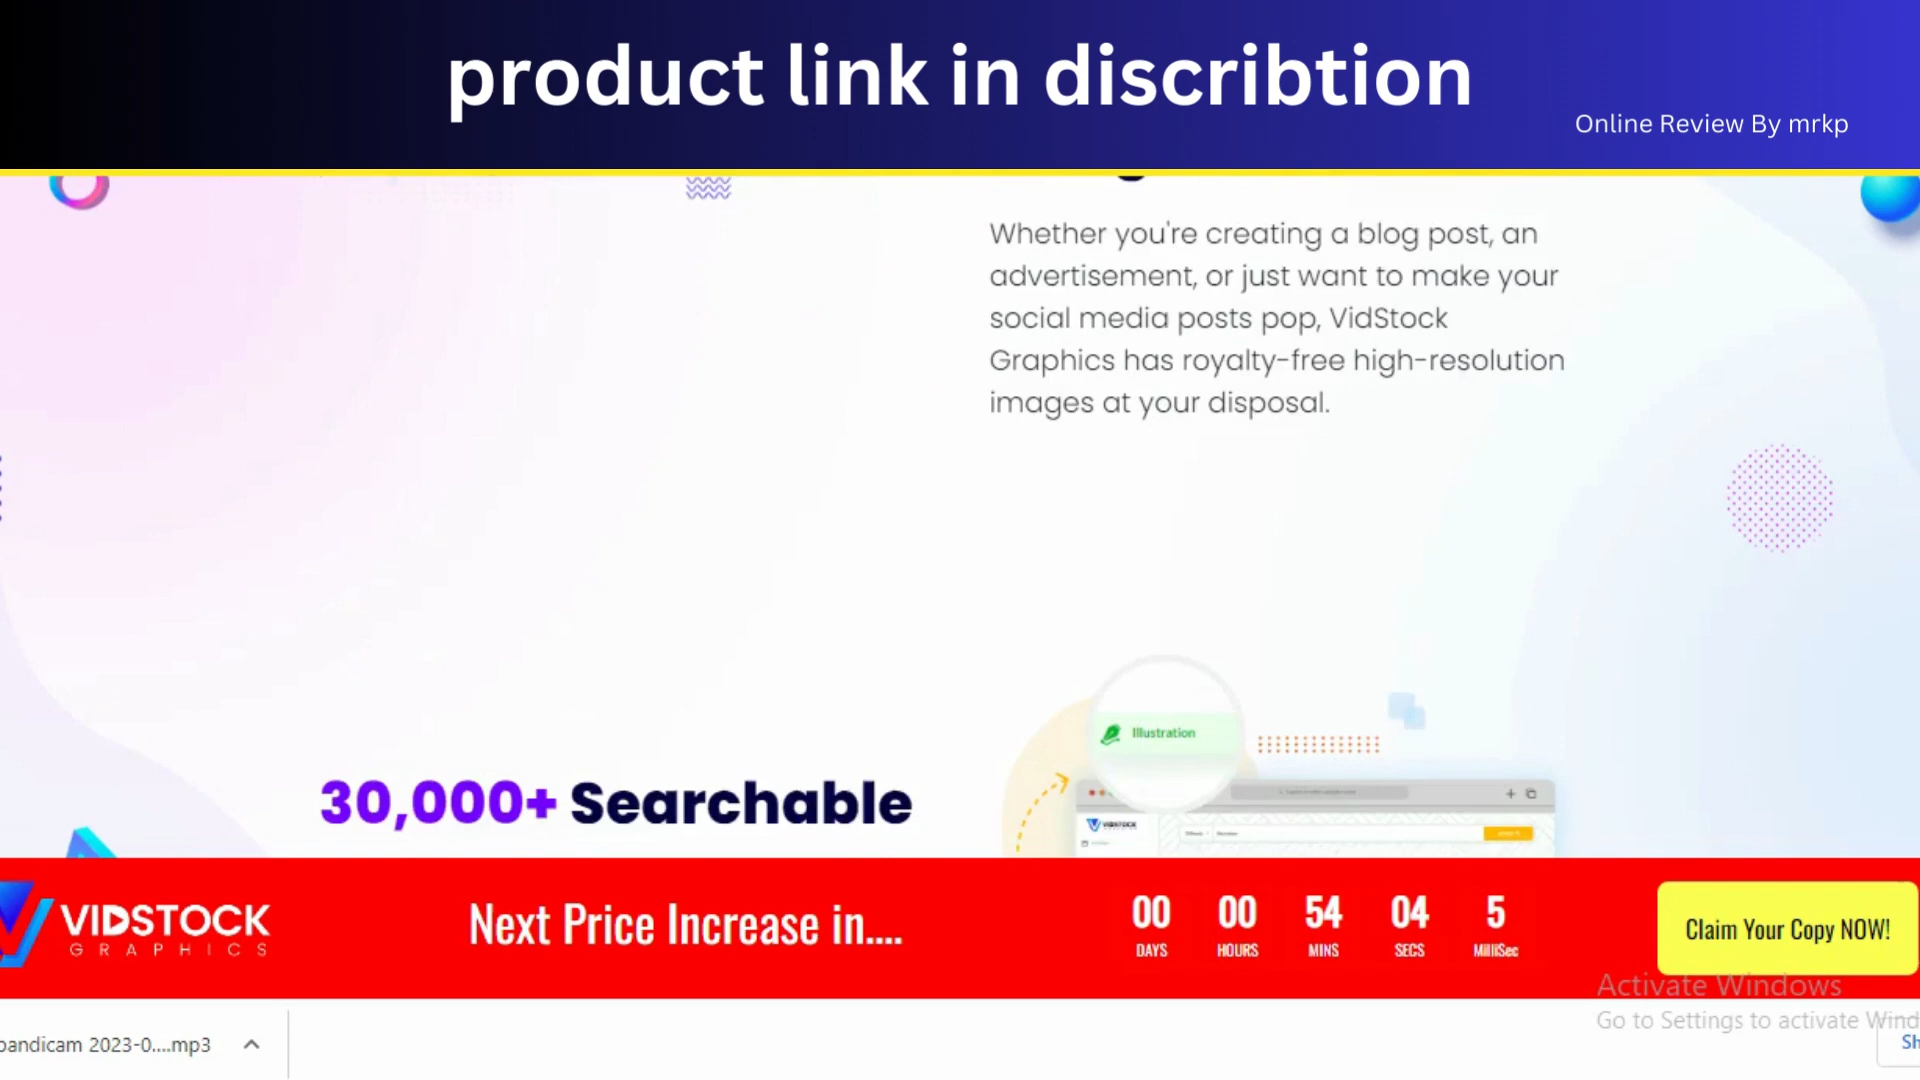 product link in discribtion
Online Review By mrkp
Whether you're creating a blog post, an
advertisement, or just want to make your
social media posts pop, VidStock
Graphics has royalty-free high-resolution
images at your disposal.
Illustration
30,000+ Searchable
VIDSTOCK
VIDSTOCK
GRAPHICS
Next Price Increase in....
00 00 54 04 5
DAYS HOURS MINS SECS MilliSec
Claim Your Copy NOW!
Activate Windows
Go to Settings to activate Wind
bandicam 2023-0....mp3
Sh